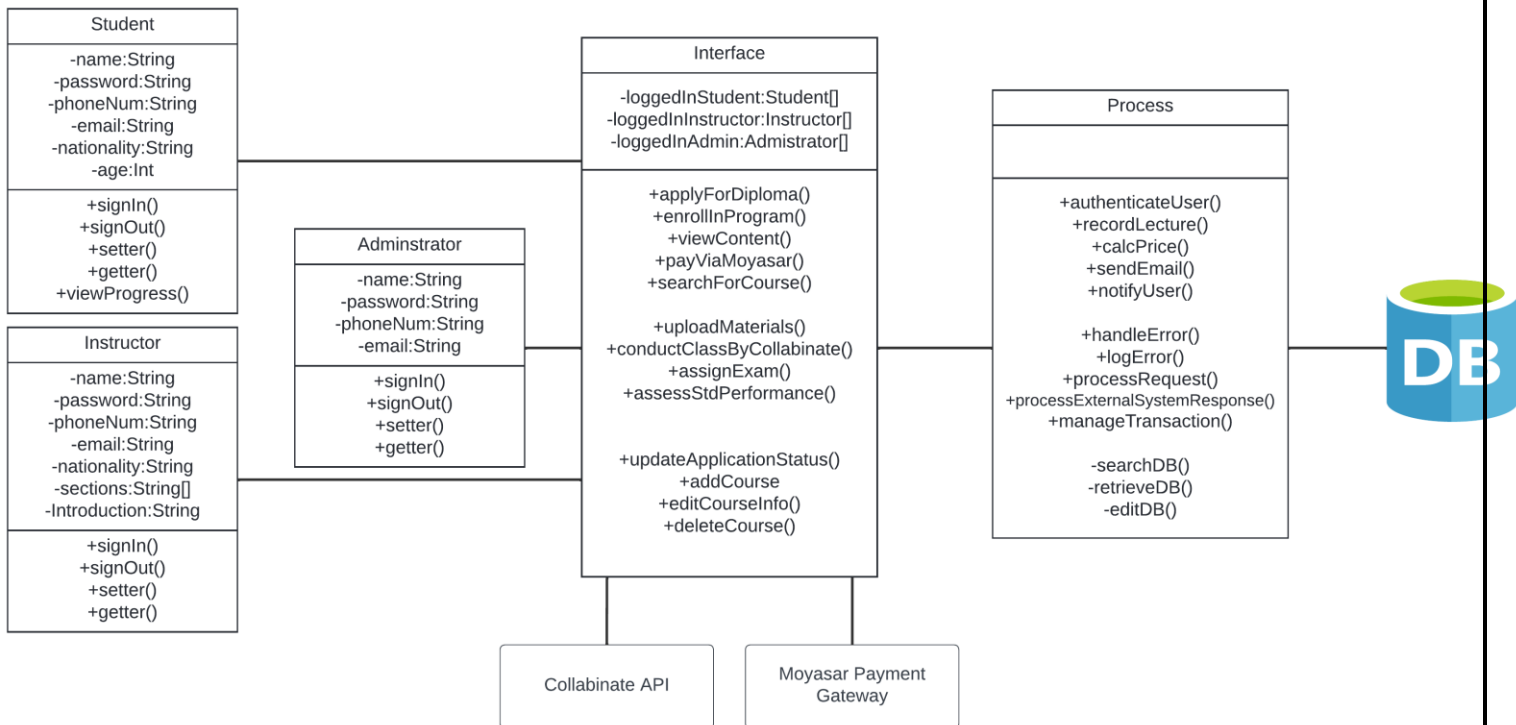 Student
-name:String
-password:String
-phoneNum:String
-email:String
-nationality:String
-age:Int
+signIn()
+signOut()
+setter()
+getter()
+viewProgress()
Instructor
-name:String
-password:String
-phoneNum:String
-email:String
-nationality:String
-sections:String[]
-Introduction:String
+signIn()
+signOut()
+setter()
+getter()
Adminstrator
-name:String
-password:String
-phoneNum:String
-email:String
+signIn()
+signOut()
+setter()
+getter()
Interface
-loggedInStudent:Student[]
-loggedInInstructor:Instructor[]
-loggedInAdmin:Admistrator[]
+applyForDiploma()
+enrollInProgram()
+viewContent()
+payViaMoyasar()
+searchForCourse()
+uploadMaterials()
+conductClassByCollabinate()
+assignExam()
+assessStdPerformance()
+updateApplicationStatus()
+addCourse
+editCourseInfo()
+deleteCourse()
Collabinate API
Moyasar Payment
Gateway
Process
+authenticateUser()
+recordLecture()
+calcPrice()
+sendEmail()
+notifyUser()
+handleError()
+logError()
+processRequest()
+processExternalSystemResponse()
+manageTransaction()
-searchDB()
-retrieveDB()
-editDB()
DB